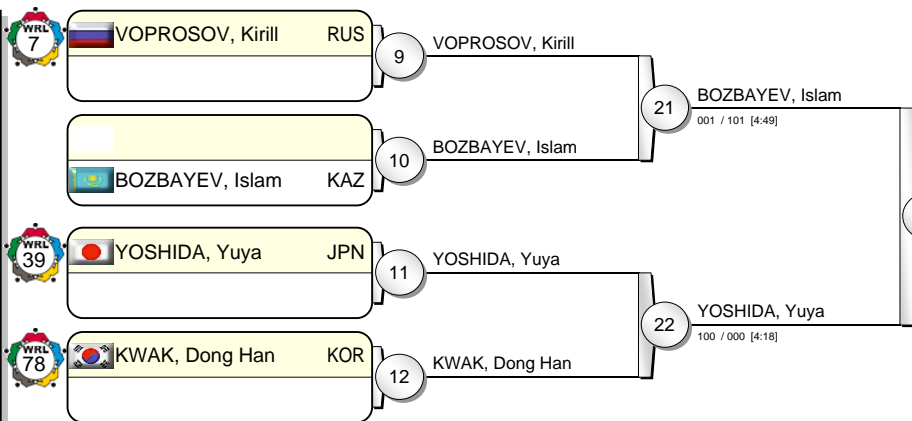 WRL
7
VOPROSOV, Kirill RUS
9
VOPROSOV, Kirill
21
BOZBAYEV, Islam
001 / 101 [4:49]
10
BOZBAYEV, Islam
BOZBAYEV, Islam KAZ
WRL
39
YOSHIDA, Yuya JPN
11
YOSHIDA, Yuya
22
YOSHIDA, Yuya
100 / 000 [4:18]
WRL
78
KWAK, Dong Han KOR
12
KWAK, Dong Han